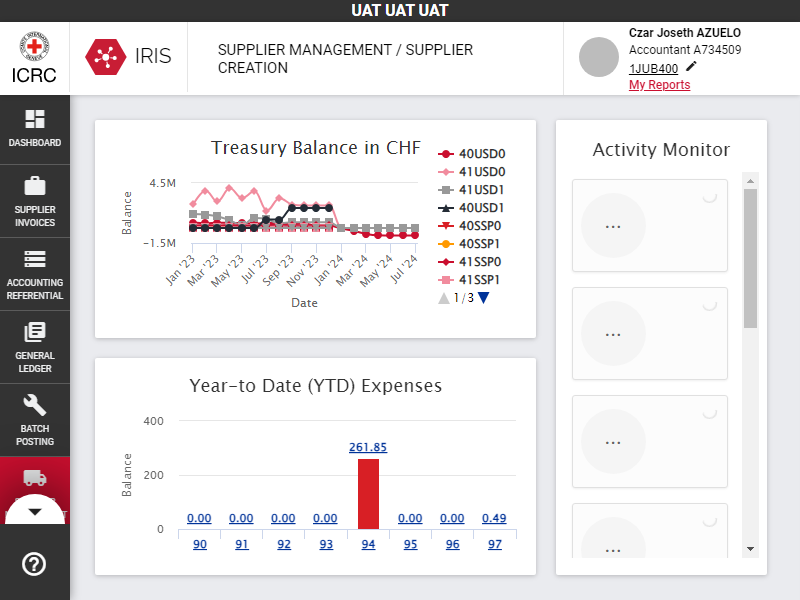 UAT UAT UAT
ICRC
IRIS
SUPPLIER MANAGEMENT / SUPPLIER
CREATION
Czar Joseth AZUELO
Accountant A734509
1JUB400
My Reports
DASHBOARD
SUPPLIER
INVOICES
ACCOUNTING
REFERENTIAL
GENERAL
LEDGER
BATCH
POSTING
Treasury Balance in CHF
Balance
4.5M
−1.5M
Jan '23
Mar '23
May '23
Jul '23
Sep '23
Nov '23
Jan '24
Mar '24
May '24
Jul '24
Date
40USD0
41USD0
41USD1
40USD1
40SSP0
40SSP1
41SSP0
41SSP1
1/3
Year-to Date (YTD) Expenses
Balance
400
200
0
0.00 0.00 0.00 0.00 261.85 0.00 0.00 0.49
90 91 92 93 94 95 96 97
Activity Monitor
...
...
...
...